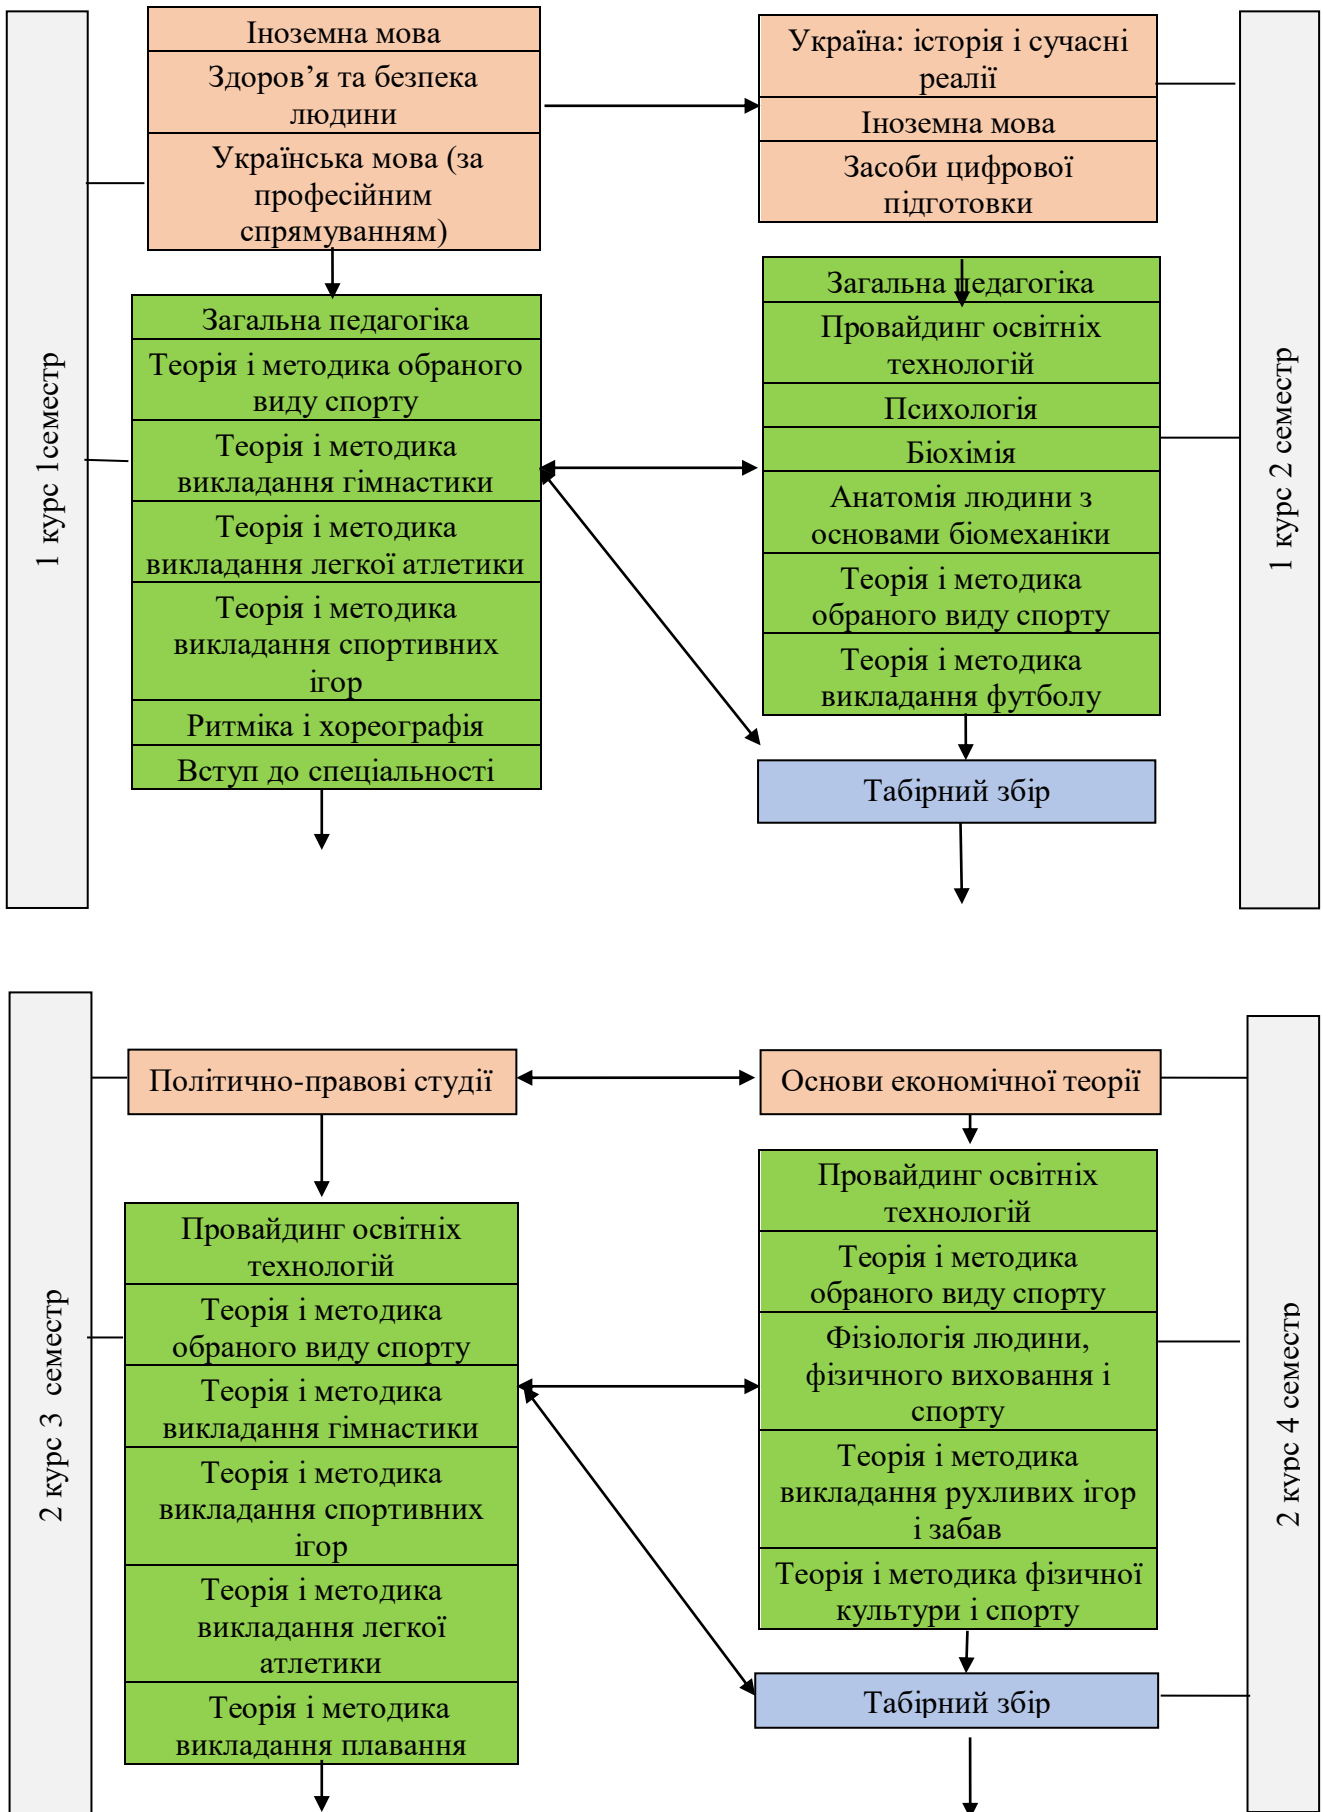 1 курс 1семестр
Іноземна мова
Здоров’я та безпека
людини
Українська мова (за
професійним
спрямуванням)
Загальна педагогіка
Теорія і методика обраного
виду спорту
Теорія і методика
викладання гімнастики
Теорія і методика
викладання легкої атлетики
Теорія і методика
викладання спортивних
ігор
Ритміка і хореографія
Вступ до спеціальності
Україна: історія і сучасні
реалії
Іноземна мова
Засоби цифрової
підготовки
Загальна педагогіка
Провайдинг освітніх
технологій
Психологія
Біохімія
Анатомія людини з
основами біомеханіки
Теорія і методика
обраного виду спорту
Теорія і методика
викладання футболу
Табірний збір
1 курс 2 семестр
2 курс 3 семестр
Політично-правові студії
Провайдинг освітніх
технологій
Теорія і методика
обраного виду спорту
Теорія і методика
викладання гімнастики
Теорія і методика
викладання спортивних
ігор
Теорія і методика
викладання легкої
атлетики
Теорія і методика
викладання плавання
Основи економічної теорії
Провайдинг освітніх
технологій
Теорія і методика
обраного виду спорту
Фізіологія людини,
фізичного виховання і
спорту
Теорія і методика
викладання рухливих ігор
і забав
Теорія і методика фізичної
культури і спорту
Табірний збір
2 курс 4 семестр